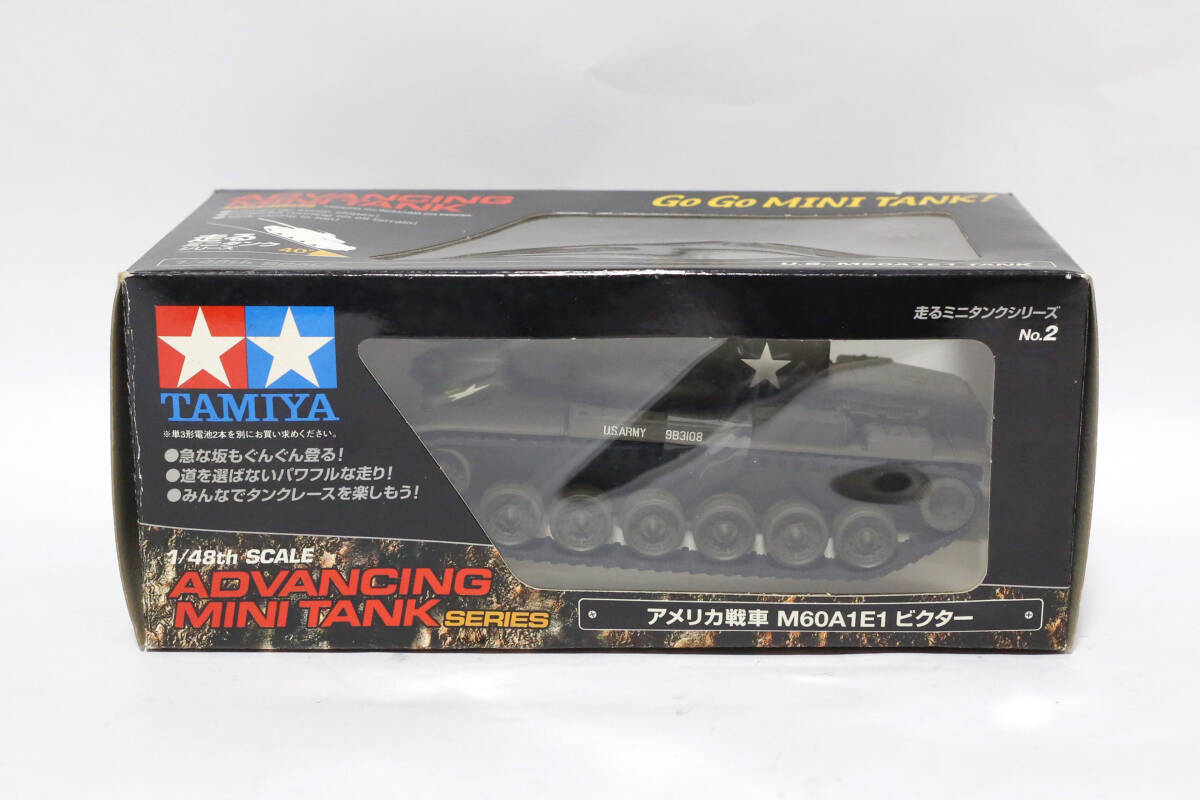 ADVANCING
MINI TANK
GO GO MINI TANK!
40°
TAMIYA
※単3形電池2本を別にお買い求めください。
●急な坂もぐんぐん登る!
●道を選ばないパワフルな走り!
●みんなでタンクレースを楽しもう!
走るミニタンクシリーズ
No.2
U.S.ARMY 9B3108
1/48th SCALE
ADVANCING
MINI TANK SERIES
アメリカ戦車 M60A1E1 ビクター